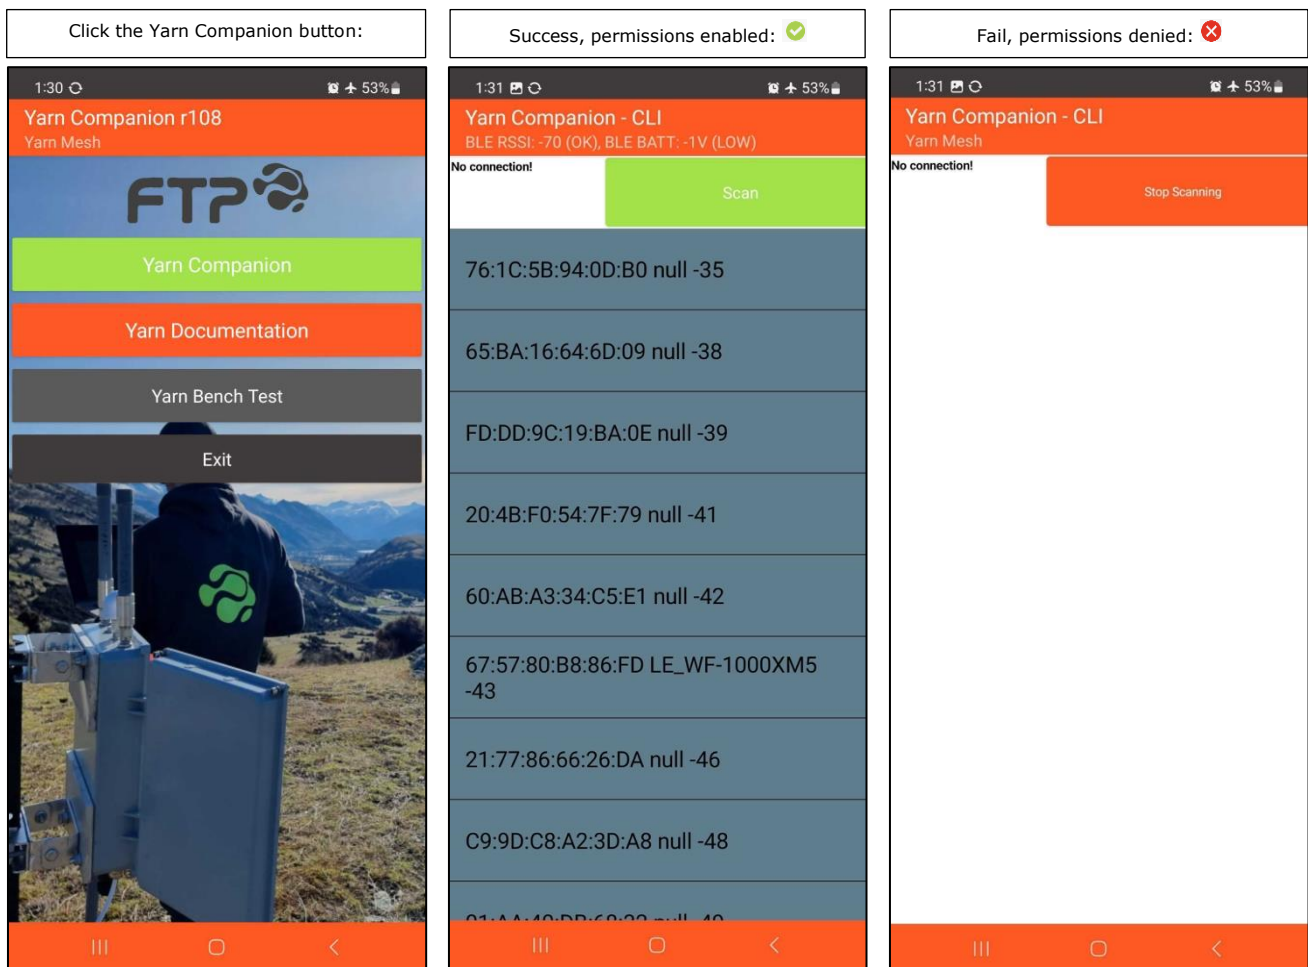 Click the Yarn Companion button:
1:30 53%
Yarn Companion r108
Yarn Mesh
FTP
Yarn Companion
Yarn Documentation
Yarn Bench Test
Exit
Success, permissions enabled:
1:31 53%
Yarn Companion - CLI
BLE RSSI: -70 (OK), BLE BATT: -1V (LOW)
No connection!
Scan
76:1C:5B:94:0D:B0 null -35
65:BA:16:64:6D:09 null -38
FD:DD:9C:19:BA:0E null -39
20:4B:F0:54:7F:79 null -41
60:AB:A3:34:C5:E1 null -42
67:57:80:B8:86:FD LE_WF-1000XM5
-43
21:77:86:66:26:DA null -46
C9:9D:C8:A2:3D:A8 null -48
Fail, permissions denied:
1:31 53%
Yarn Companion - CLI
Yarn Mesh
No connection!
Stop Scanning